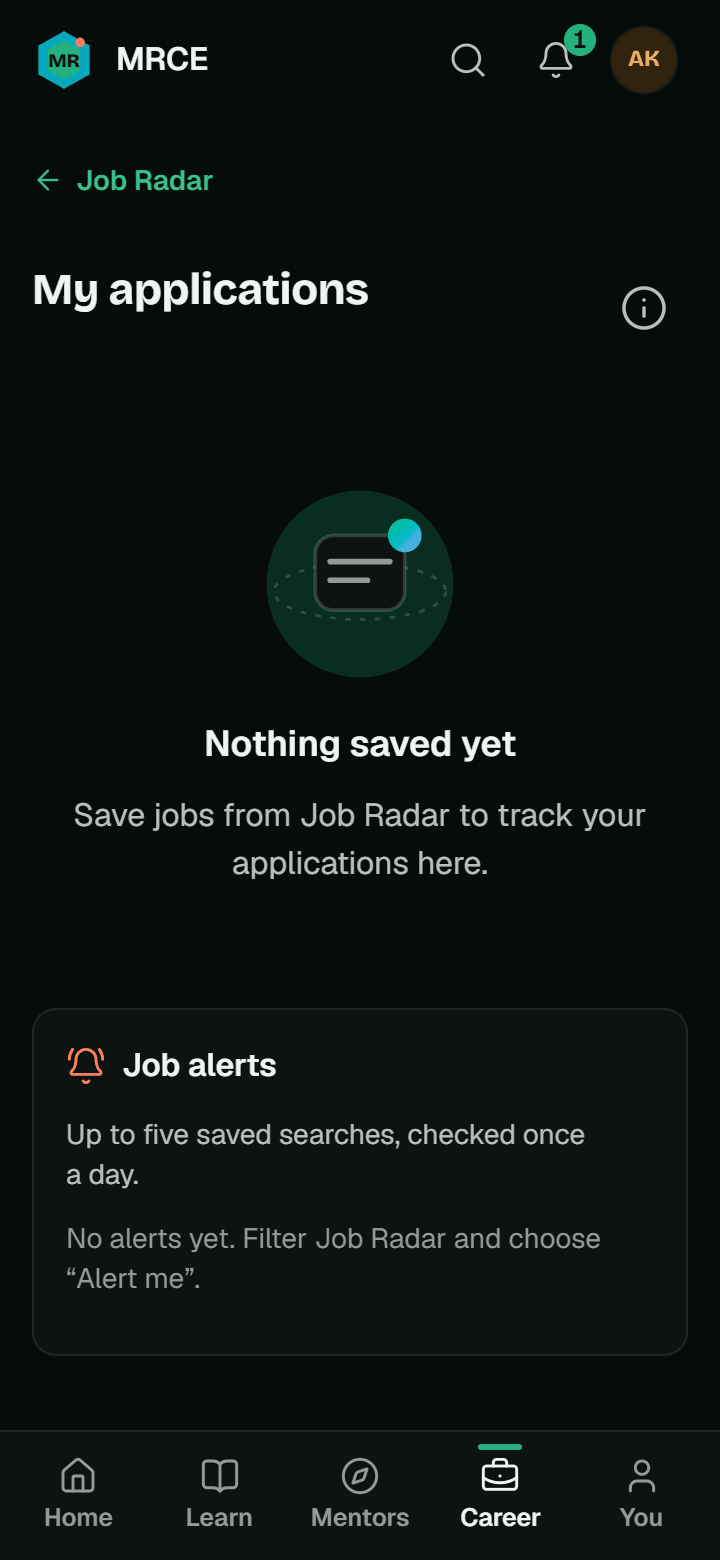 MR
MRCE
1
AK
Job Radar
My applications
Nothing saved yet
Save jobs from Job Radar to track your
applications here.
Job alerts
Up to five saved searches, checked once
a day.
No alerts yet. Filter Job Radar and choose
“Alert me”.
Home
Learn
Mentors
Career
You